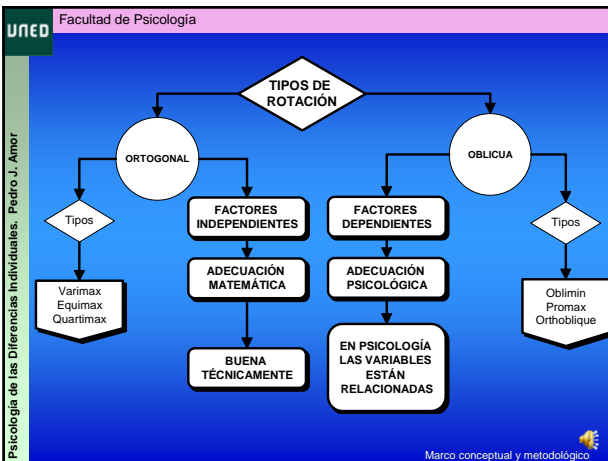 UNED
Facultad de Psicología
Psicología de las Diferencias Individuales. Pedro J. Amor
TIPOS DE
ROTACIÓN
ORTOGONAL
OBLICUA
Tipos
FACTORES
INDEPENDIENTES
FACTORES
DEPENDIENTES
Tipos
Varimax
Equimax
Quartimax
ADECUACIÓN
MATEMÁTICA
ADECUACIÓN
PSICOLÓGICA
Oblimin
Promax
Orthoblique
BUENA
TÉCNICAMENTE
EN PSICOLOGÍA
LAS VARIABLES
ESTÁN
RELACIONADAS
Marco conceptual y metodológico